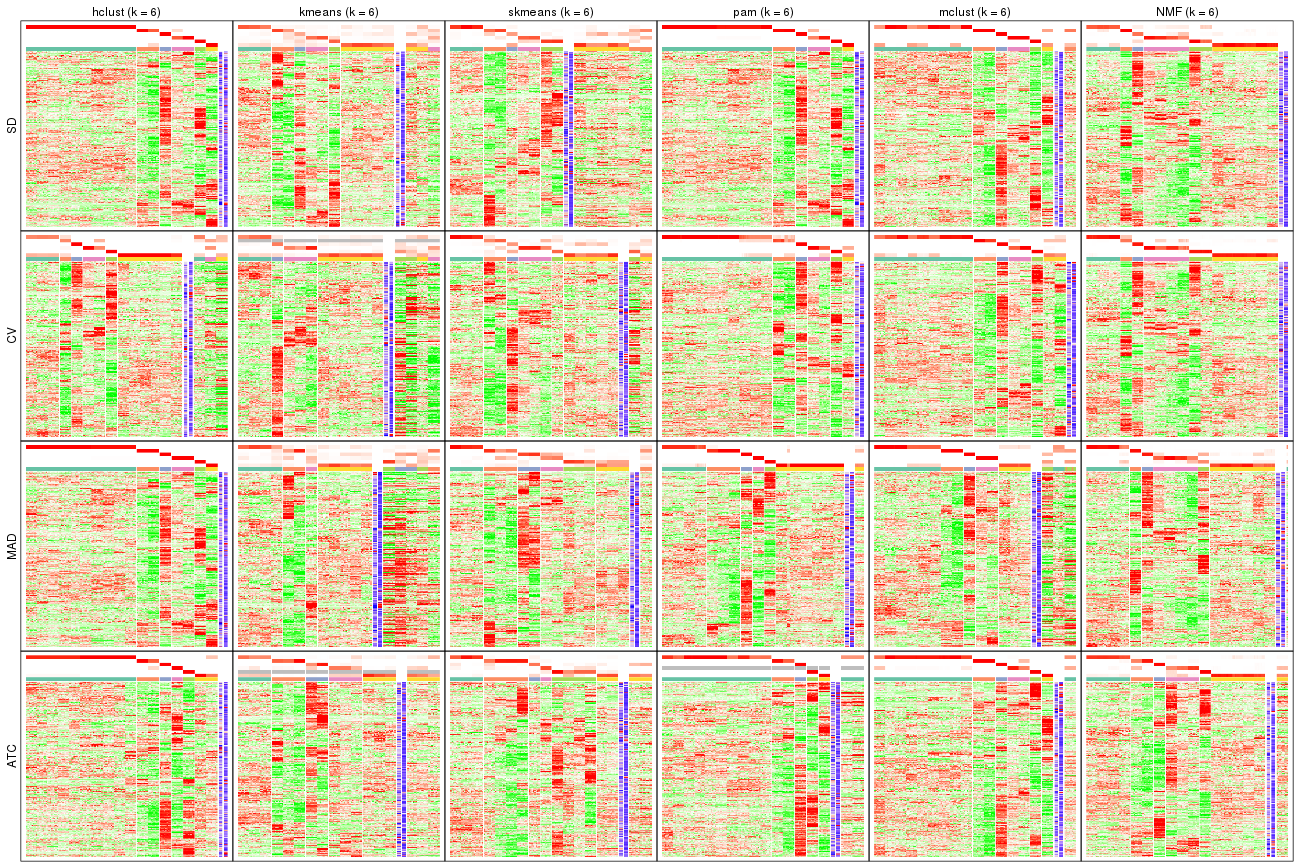 hclust (k = 6)
kmeans (k = 6)
skmeans (k = 6)
pam (k = 6)
mclust (k = 6)
NMF (k = 6)
SD
CV
MAD
ATC